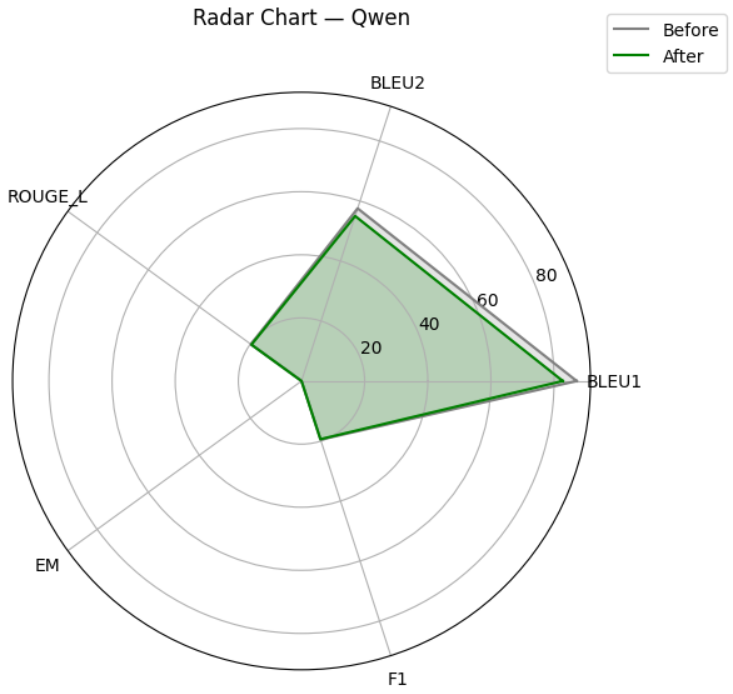 Radar Chart — Qwen
Before
After
BLEU2
ROUGE_L
80
60
40
20
BLEU1
EM
F1